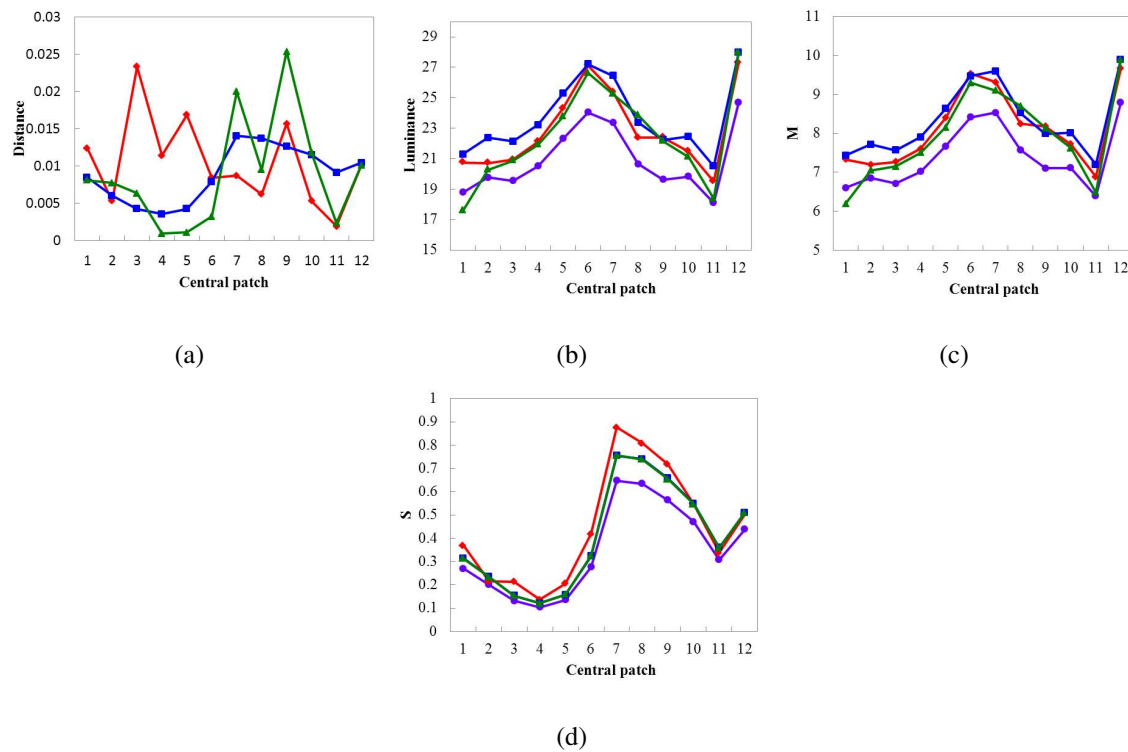 0.03
0.025
0.02
0.015
0.01
0.005
0
Distance
1 2 3 4 5 6 7 8 9 10 11 12
Central patch
(a)
29
27
25
23
21
19
17
15
Luminance
1 2 3 4 5 6 7 8 9 10 11 12
Central patch
(b)
11
10
9
8
7
6
5
M
1 2 3 4 5 6 7 8 9 10 11 12
Central patch
(c)
1
0.9
0.8
0.7
0.6
0.5
0.4
0.3
0.2
0.1
0
S
1 2 3 4 5 6 7 8 9 10 11 12
Central patch
(d)